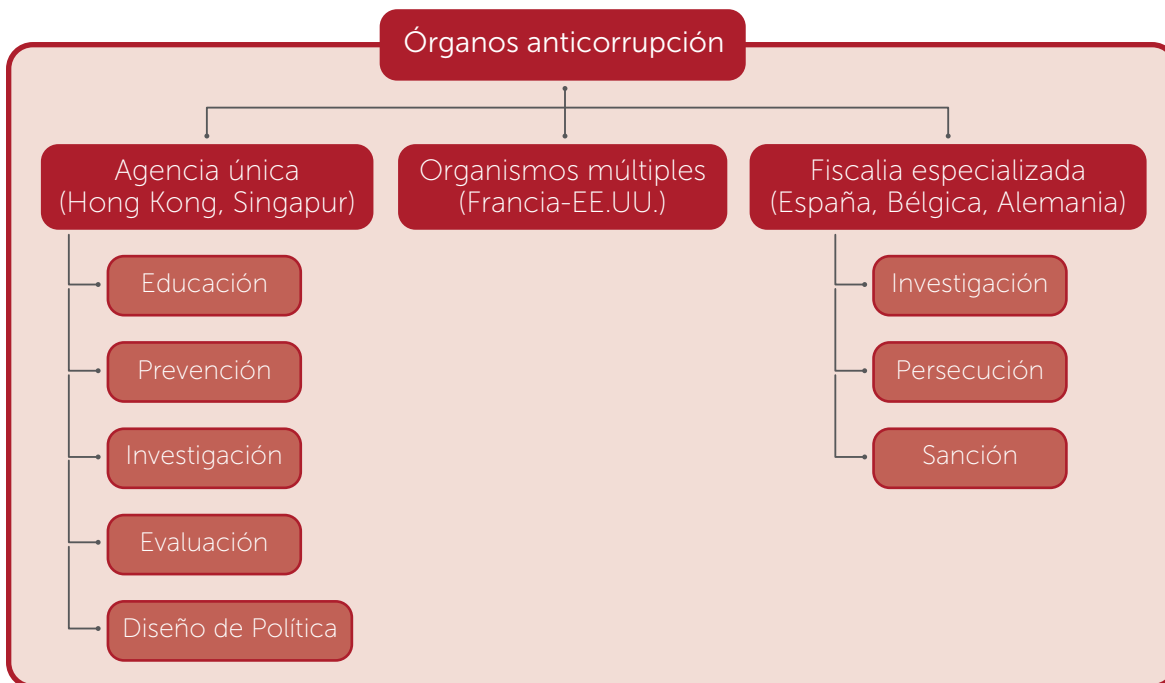 Órganos anticorrupción
Agencia única
(Hong Kong, Singapur)
Educación
Prevención
Investigación
Evaluación
Diseño de Política
Organismos múltiples
(Francia-EE.UU.)
Fiscalia especializada
(España, Bélgica, Alemania)
Investigación
Persecución
Sanción